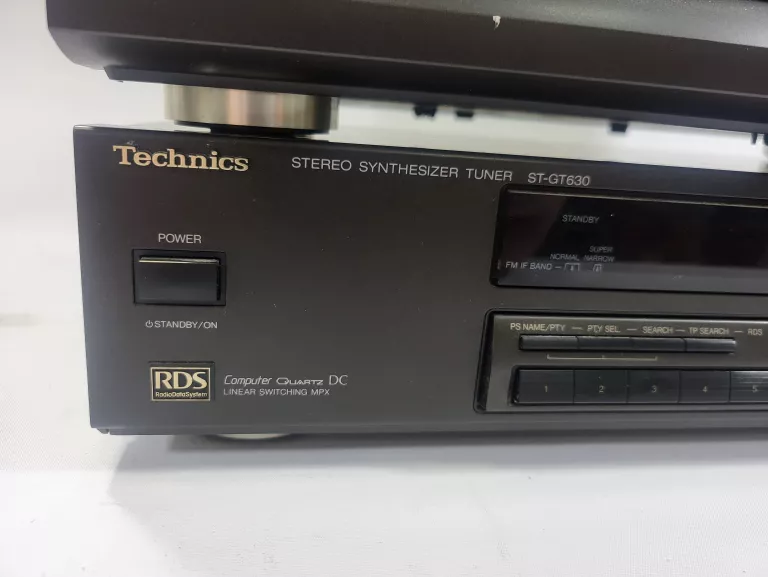 Technics
STEREO SYNTHESIZER TUNER ST-GT630
STANDBY
SUPER
NORMAL NARROW
FM IF BAND
POWER
⏻ STANDBY/ON
PS NAME/PTY — PTY SEL. — SEARCH — TP SEARCH — RDS
1 2 3 4 5
RDS
RadioDataSystem
Computer QUARTZ DC
LINEAR SWITCHING MPX